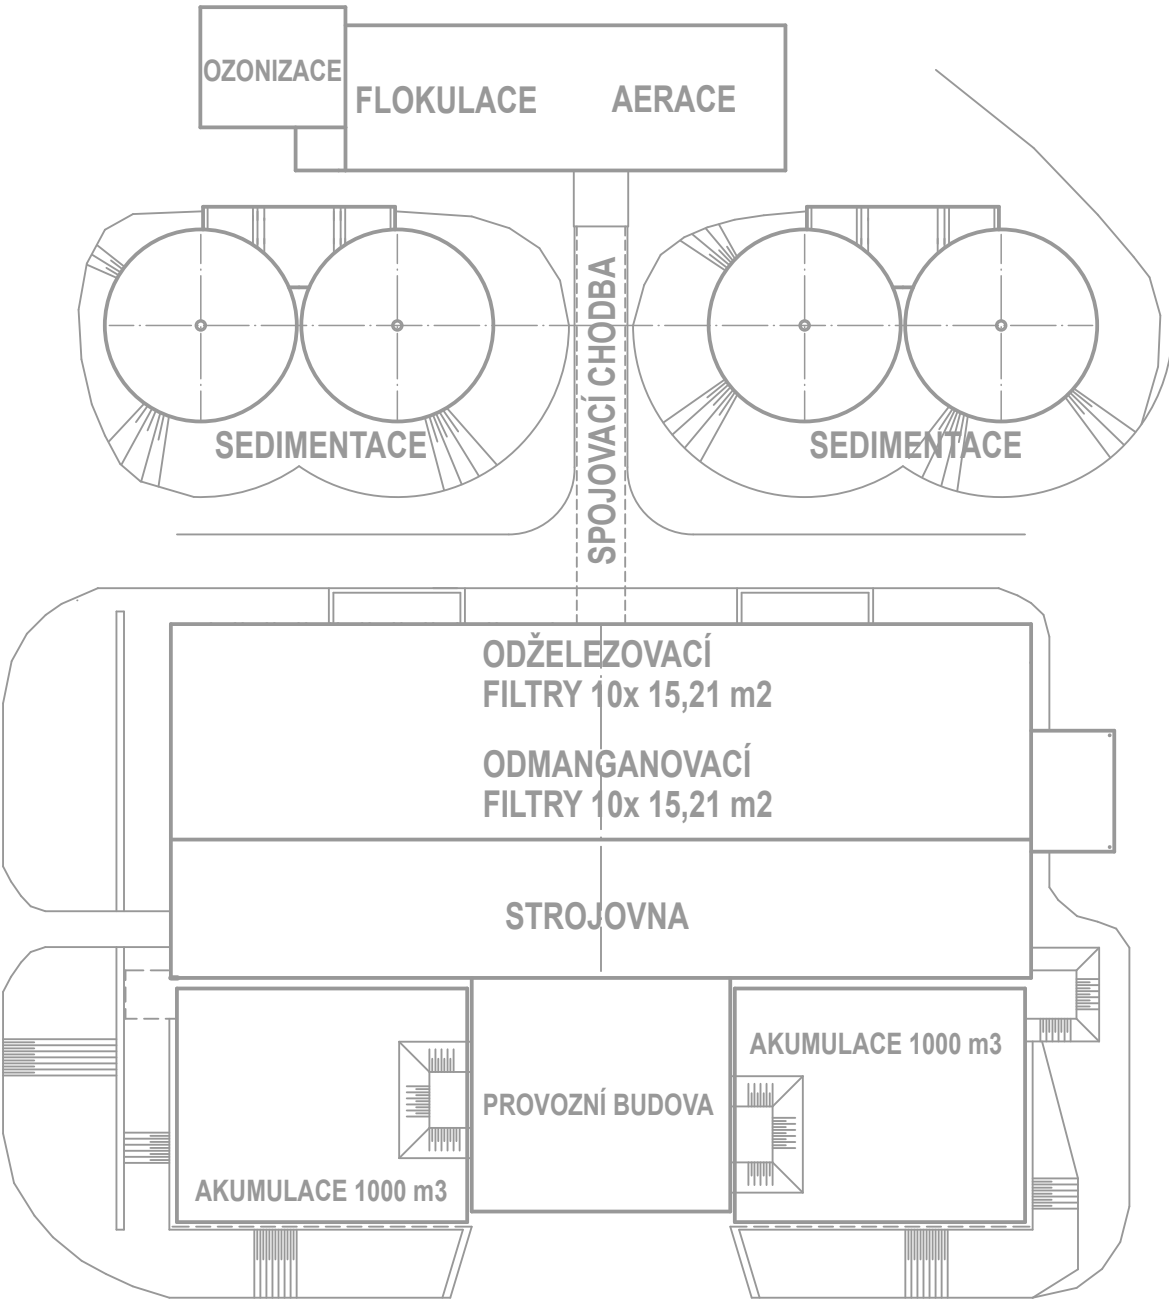 OZONIZACE
FLOKULACE
AERACE
SPOJOVACÍ CHODBA
SEDIMENTACE
SEDIMENTACE
ODŽELEZOVACÍ
FILTRY 10x 15,21 m2
ODMANGANOVACÍ
FILTRY 10x 15,21 m2
STROJOVNA
AKUMULACE 1000 m3
PROVOZNÍ BUDOVA
AKUMULACE 1000 m3